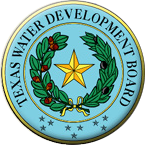 TEXAS WATER DEVELOPMENT BOARD